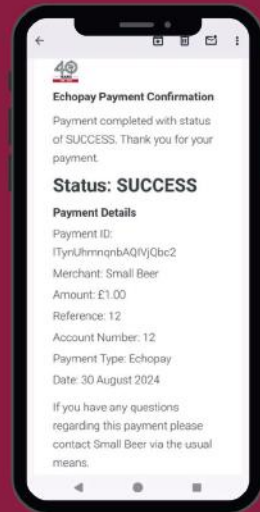 40
Echopay Payment Confirmation
Payment completed with status
of SUCCESS. Thank you for your
payment.
Status: SUCCESS
Payment Details
Payment ID:
ITynUhmnqnbAQIVjQbc2
Merchant: Small Beer
Amount: £1.00
Reference: 12
Account Number: 12
Payment Type: Echopay
Date: 30 August 2024
If you have any questions
regarding this payment please
contact Small Beer via the usual
means.